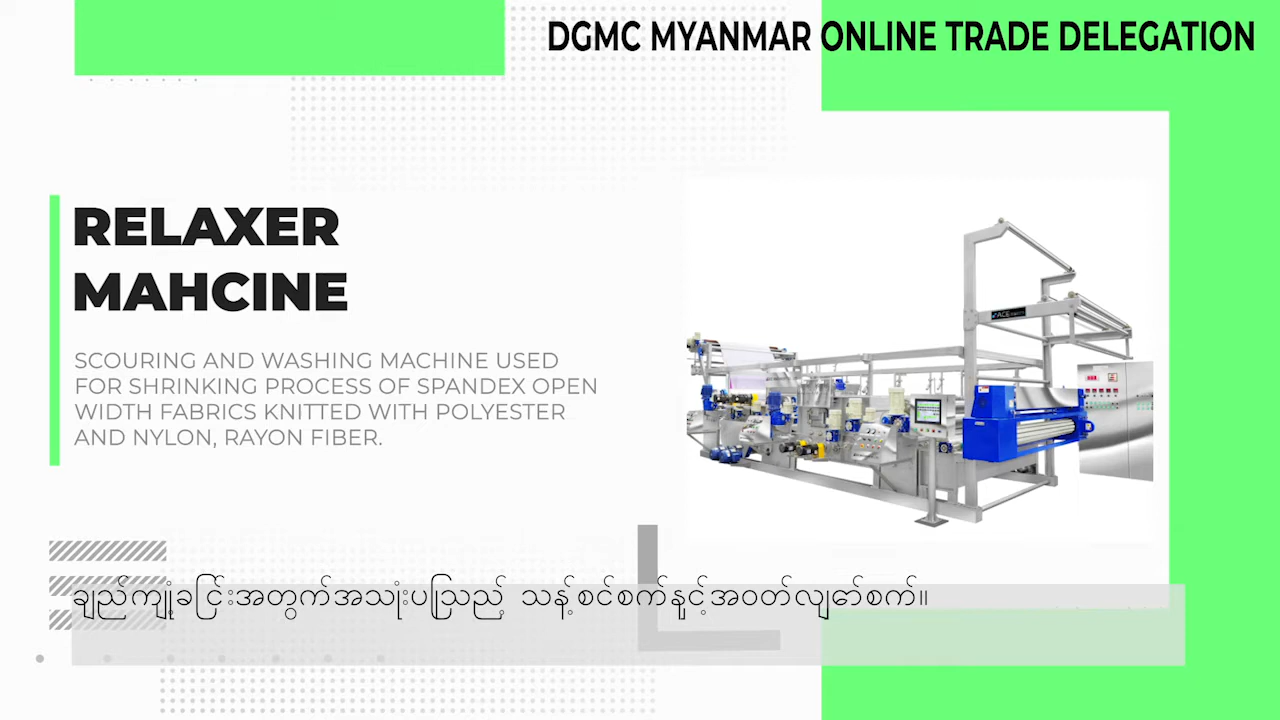 DGMC MYANMAR ONLINE TRADE DELEGATION
RELAXER
MAHCINE
SCOURING AND WASHING MACHINE USED
FOR SHRINKING PROCESS OF SPANDEX OPEN
WIDTH FABRICS KNITTED WITH POLYESTER
AND NYLON, RAYON FIBER.
ACE
ချည်ကျုံ့ခြင်းအတွက်အသုံးပြုသည့် သန့်စင်စက်နှင့်အဝတ်လျှော်စက်။